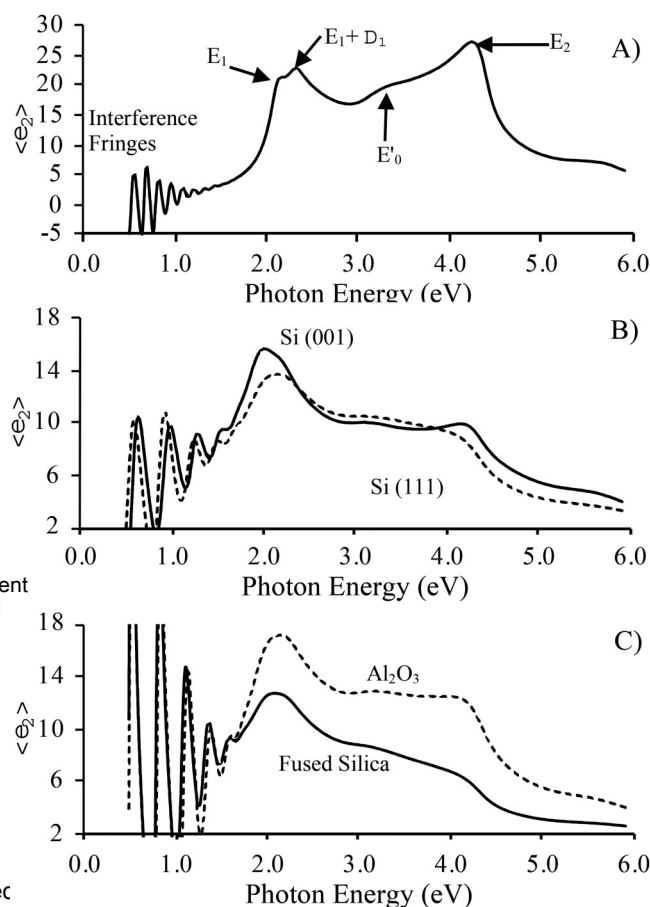 A)
30
25
20
15
10
5
0
-5
<e₂>
E₁
E₁+ D₁
E₂
E'₀
Interference
Fringes
0.0 1.0 2.0 3.0 4.0 5.0 6.0
Photon Energy (eV)
B)
18
14
10
6
2
<e₂>
Si (001)
Si (111)
0.0 1.0 2.0 3.0 4.0 5.0 6.0
Photon Energy (eV)
ent
C)
18
14
10
6
2
<e₂>
Al₂O₃
Fused Silica
0.0 1.0 2.0 3.0 4.0 5.0 6.0
Photon Energy (eV)